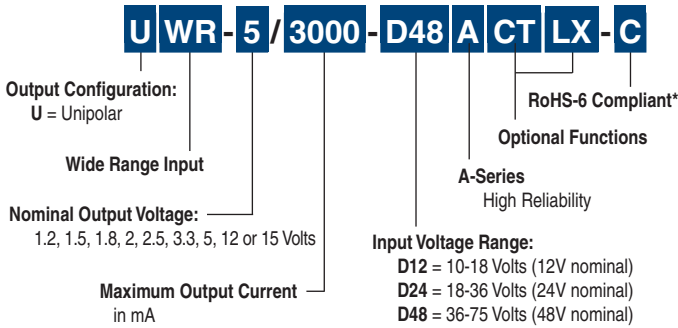 U WR - 5 / 3000 - D48 A CT LX - C
Output Configuration:
U = Unipolar
RoHS-6 Compliant*
Optional Functions
Wide Range Input
A-Series
High Reliability
Nominal Output Voltage:
1.2, 1.5, 1.8, 2, 2.5, 3.3, 5, 12 or 15 Volts
Input Voltage Range:
D12 = 10-18 Volts (12V nominal)
D24 = 18-36 Volts (24V nominal)
D48 = 36-75 Volts (48V nominal)
Maximum Output Current
in mA